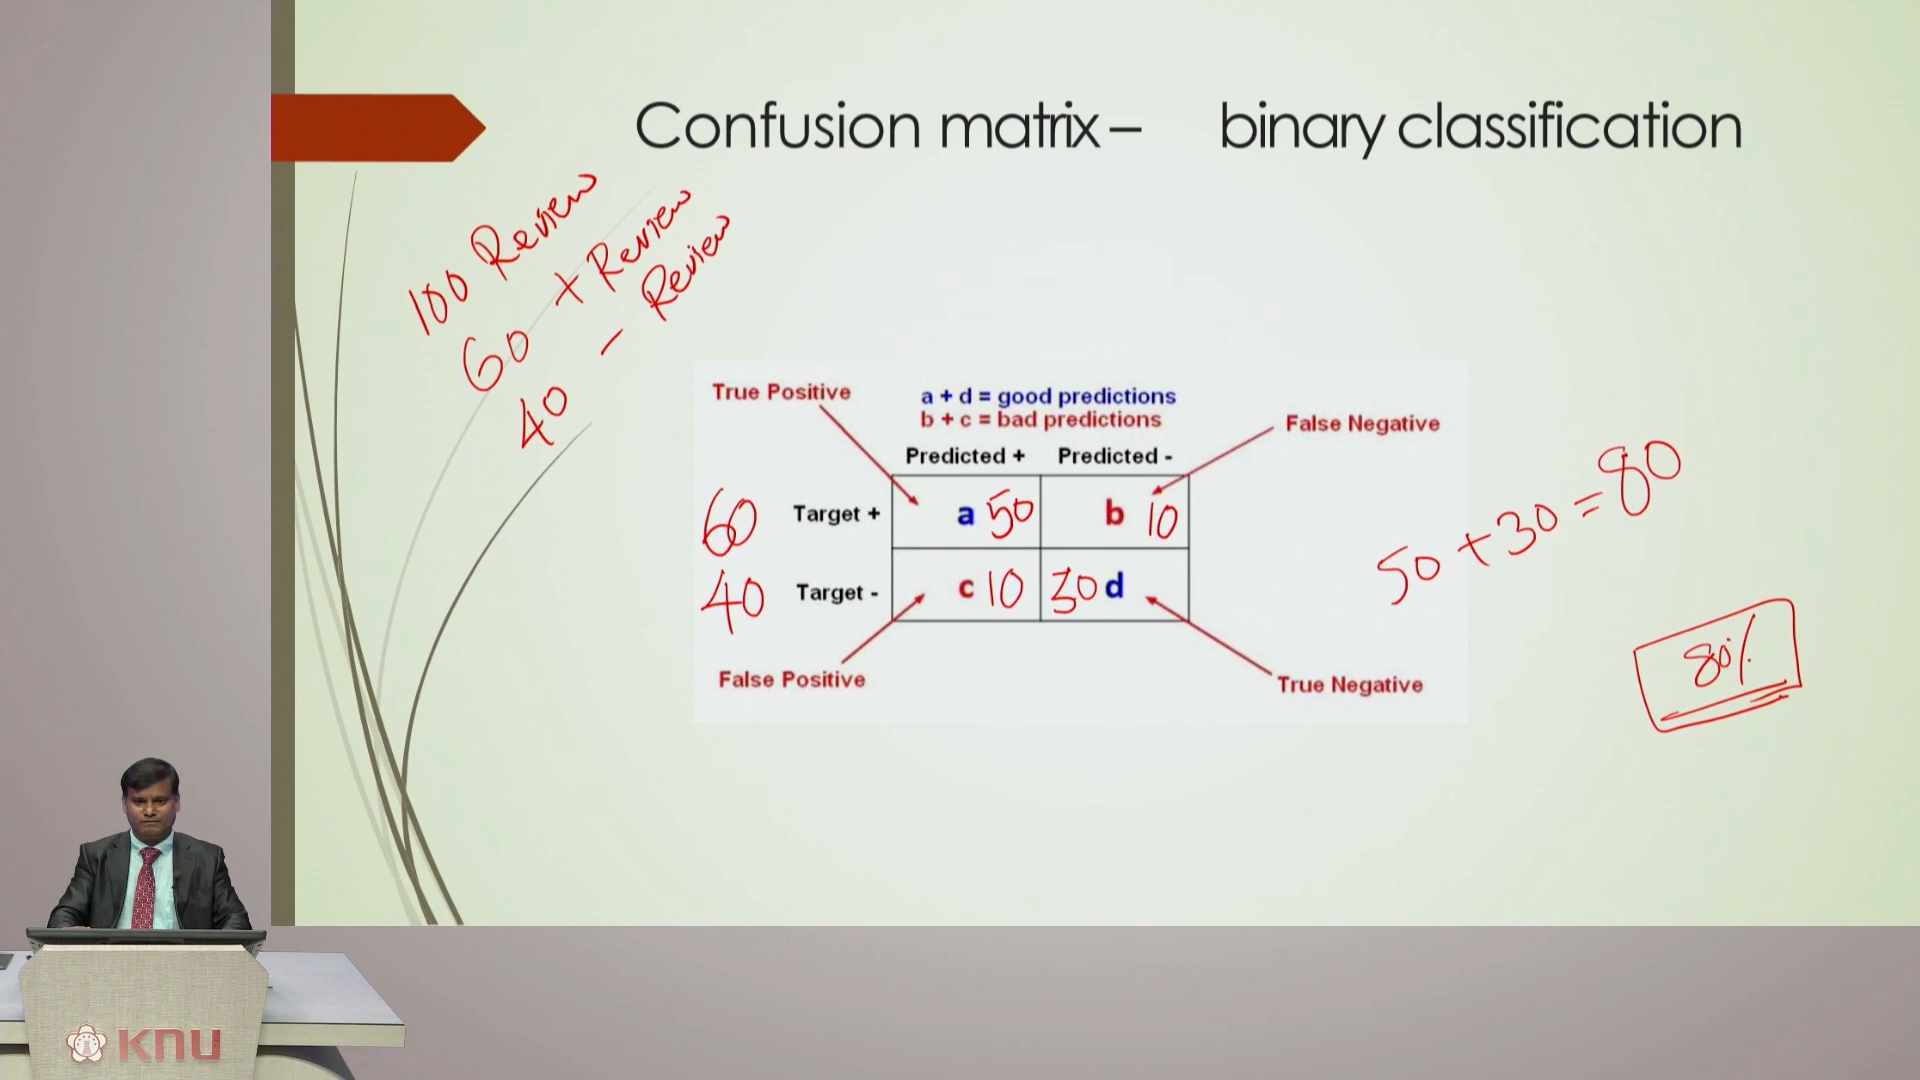 Confusion matrix – binary classification
100 Review
60 + Review
40 - Review
True Positive
a + d = good predictions
b + c = bad predictions
False Negative
Predicted + Predicted -
60 Target + a 50 b 10
40 Target - c 10 30 d
False Positive
True Negative
50 + 30 = 80
80%
KNU